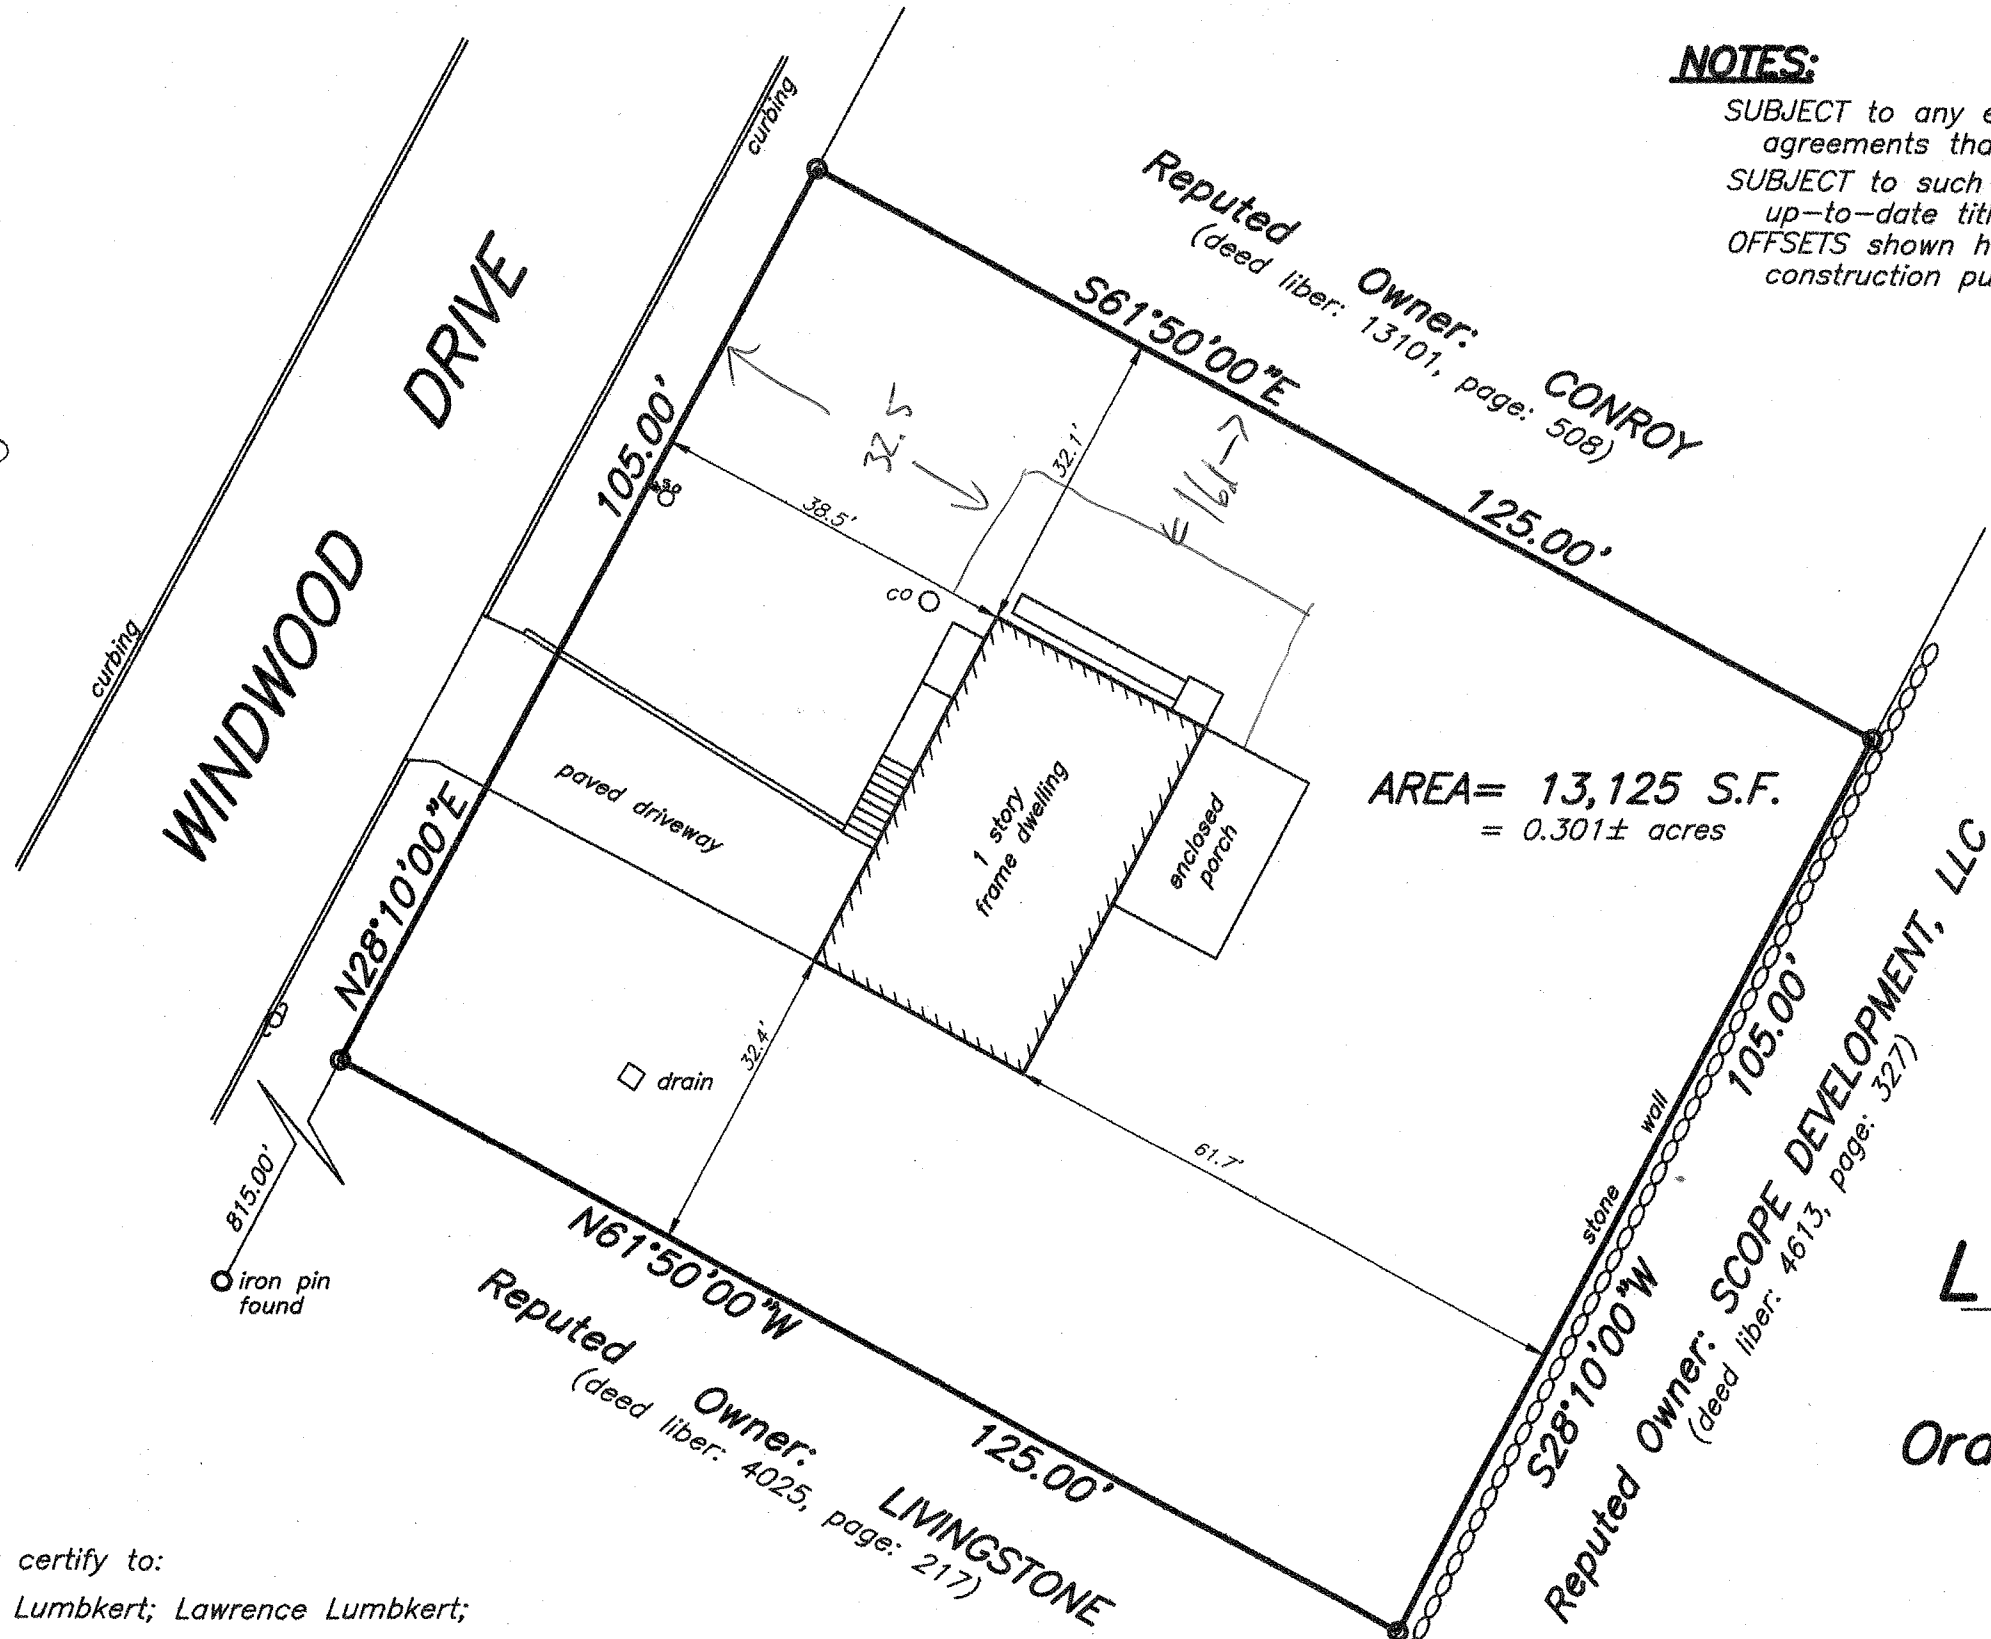 NOTES:
SUBJECT to any e
agreements tha
SUBJECT to such
up-to-date titl
OFFSETS shown h
construction pu
curbing
curbing
WINDWOOD DRIVE
Reputed Owner: CONROY
(deed liber: 13101, page: 508)
S61°50'00"E 125.00'
N28°10'00"E 105.00'
32.5
32.1'
38.5'
co
paved driveway
1 story
frame dwelling
enclosed
porch
AREA= 13,125 S.F.
= 0.301± acres
32.4'
drain
61.7'
stone wall
S28°10'00"W 105.00'
Reputed Owner: SCOPE DEVELOPMENT, LLC
(deed liber: 4613, page: 327)
815.00'
iron pin
found
N61°50'00"W 125.00'
Reputed Owner: LIVINGSTONE
(deed liber: 4025, page: 217)
L
Ora
certify to:
Lumbkert; Lawrence Lumbkert;